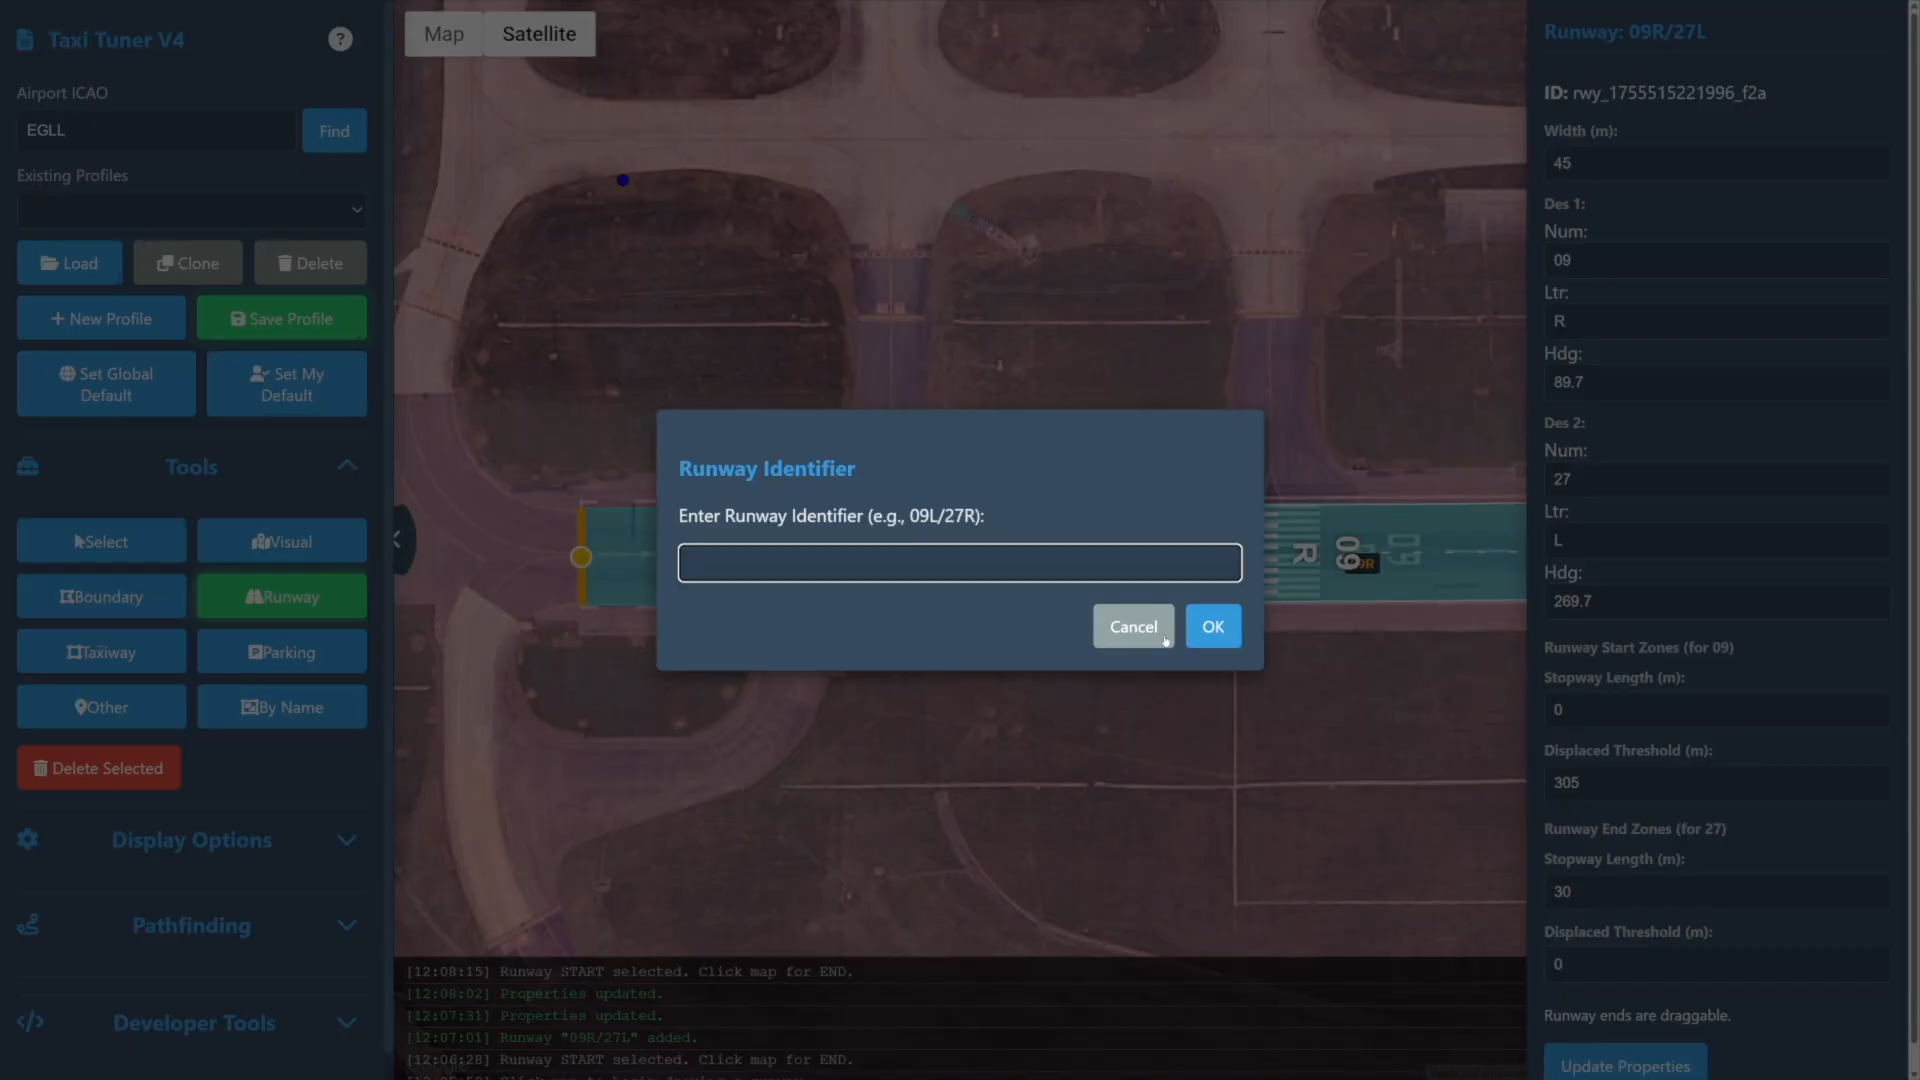 Taxi Tuner V4
?
Airport ICAO
EGLL
Find
Existing Profiles
Load
Clone
Delete
+ New Profile
Save Profile
Set Global Default
Set My Default
Tools
Select
Visual
Boundary
Runway
Taxiway
Parking
Other
By Name
Delete Selected
Display Options
Pathfinding
</> Developer Tools
Map
Satellite
Runway Identifier
Enter Runway Identifier (e.g., 09L/27R):
Cancel
OK
R
09
[12:08:15] Runway START selected. Click map for END.
[12:08:02] Properties updated.
[12:07:31] Properties updated.
[12:07:01] Runway "09R/27L" added.
[12:06:28] Runway START selected. Click map for END.
Runway: 09R/27L
ID: rwy_1755515221996_f2a
Width (m):
45
Des 1:
Num:
09
Ltr:
R
Hdg:
89.7
Des 2:
Num:
27
Ltr:
L
Hdg:
269.7
Runway Start Zones (for 09)
Stopway Length (m):
0
Displaced Threshold (m):
305
Runway End Zones (for 27)
Stopway Length (m):
30
Displaced Threshold (m):
0
Runway ends are draggable.
Update Properties